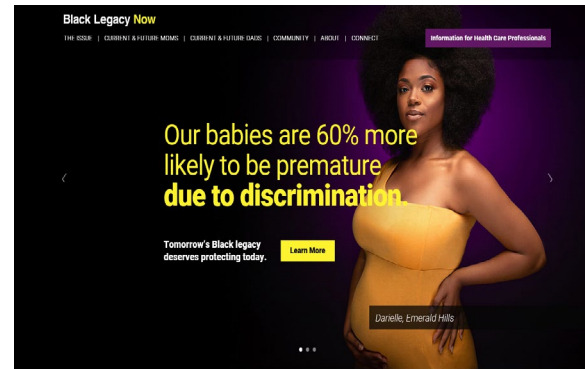 Black Legacy Now
THE ISSUE | CURRENT & FUTURE MOMS | CURRENT & FUTURE DADS | COMMUNITY | ABOUT | CONNECT
Information for Health Care Professionals
Our babies are 60% more
likely to be premature
due to discrimination.
Tomorrow's Black legacy
deserves protecting today.
Learn More
Darielle, Emerald Hills